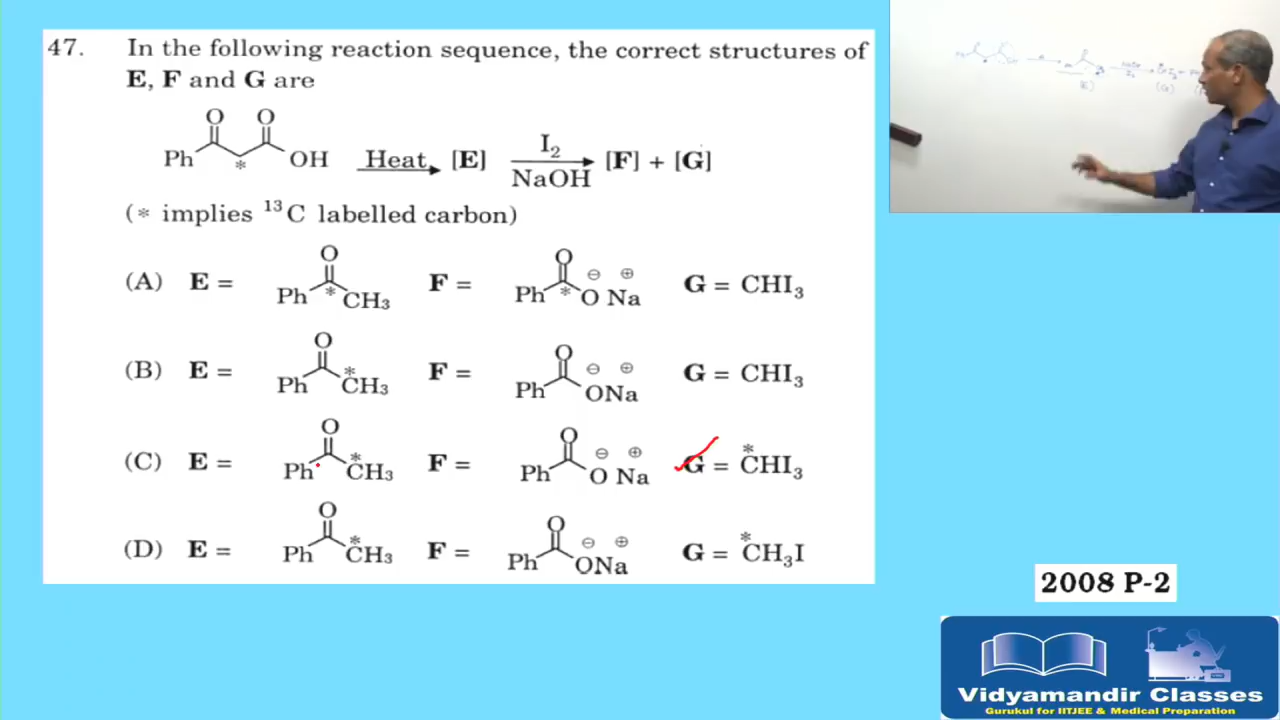 47. In the following reaction sequence, the correct structures of
E, F and G are
O O
Ph * OH Heat [E] I₂ NaOH [F] + [G]
(* implies ¹³C labelled carbon)
(A) E = O Ph * CH₃ F = O Ph * O⊖ Na⊕ G = CHI₃
(B) E = O Ph *CH₃ F = O Ph O⊖Na⊕ G = CHI₃
(C) E = O Ph *CH₃ F = O Ph O⊖ Na⊕ G = *CHI₃
(D) E = O Ph *CH₃ F = O Ph O⊖Na⊕ G = *CH₃I
2008 P-2
Vidyamandir Classes
Gurukul for IITJEE & Medical Preparation